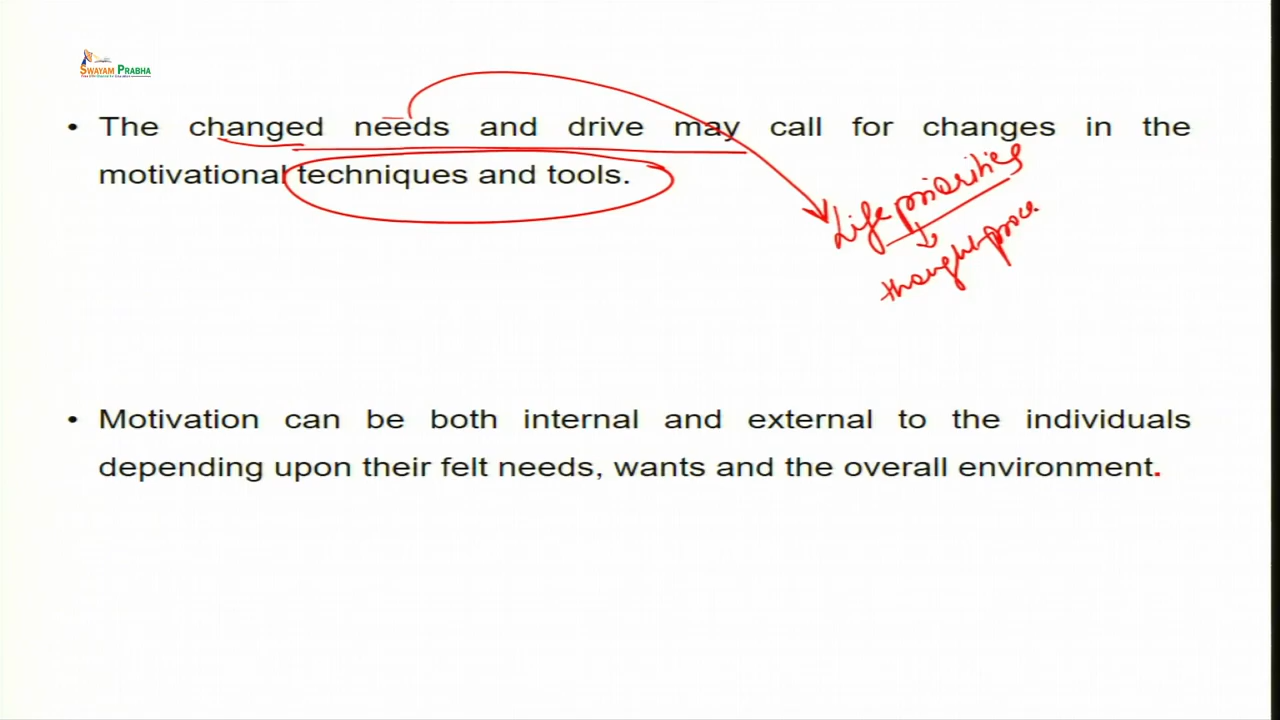 SWAYAM PRABHA
• The changed needs and drive may call for changes in the
motivational techniques and tools.
Life priorities
thought proce
• Motivation can be both internal and external to the individuals
depending upon their felt needs, wants and the overall environment.